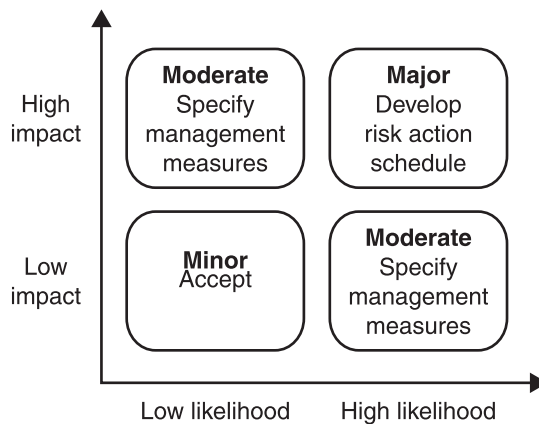 High
impact
Moderate
Specify
management
measures
Major
Develop
risk action
schedule
Low
impact
Minor
Accept
Moderate
Specify
management
measures
Low likelihood
High likelihood